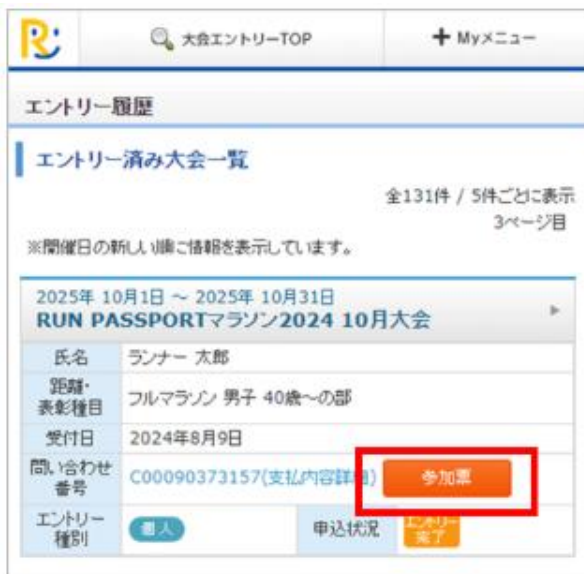 R
大会エントリーTOP
+ Myメニュー
エントリー履歴
エントリー済み大会一覧
全131件 / 5件ごとに表示
3ページ目
※開催日の新しい順に情報を表示しています。
2025年 10月1日 ~ 2025年 10月31日
RUN PASSPORTマラソン2024 10月大会
氏名 ランナー 太郎
距離・
表彰種目
フルマラソン 男子 40歳~の部
受付日 2024年8月9日
問い合わせ
番号
C00090373157(支払内容詳細) 参加票
エントリー
種別
個人 申込状況
エントリー
完了